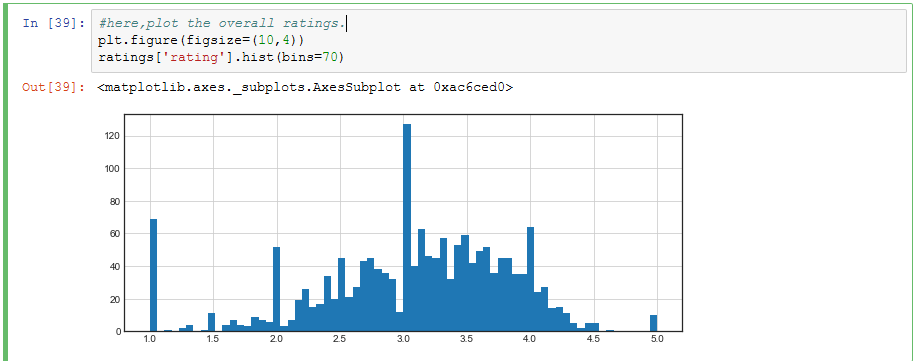 In [39]: #here,plot the overall ratings.
plt.figure(figsize=(10,4))
ratings['rating'].hist(bins=70)
Out[39]: <matplotlib.axes._subplots.AxesSubplot at 0xac6ced0>
120
100
80
60
40
20
0
1.0 1.5 2.0 2.5 3.0 3.5 4.0 4.5 5.0